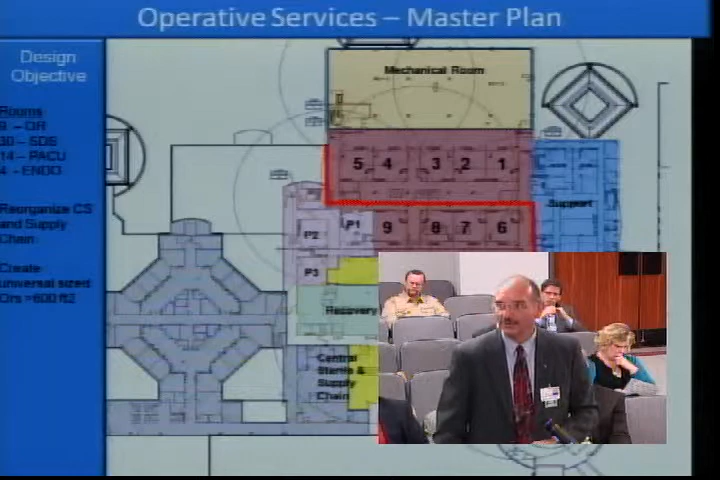 Operative Services – Master Plan
Design
Objective
Rooms
9 – OR
30 – SDS
14 – PACU
4 – ENDO
Reorganize CS
and Supply
Chain
Create
universal sized
Ors >600 ft2
Mechanical Room
5 4 3 2 1
Support
P2 P1 9 8 7 6
P3
Recovery
Central
Sterile &
Supply
Chain